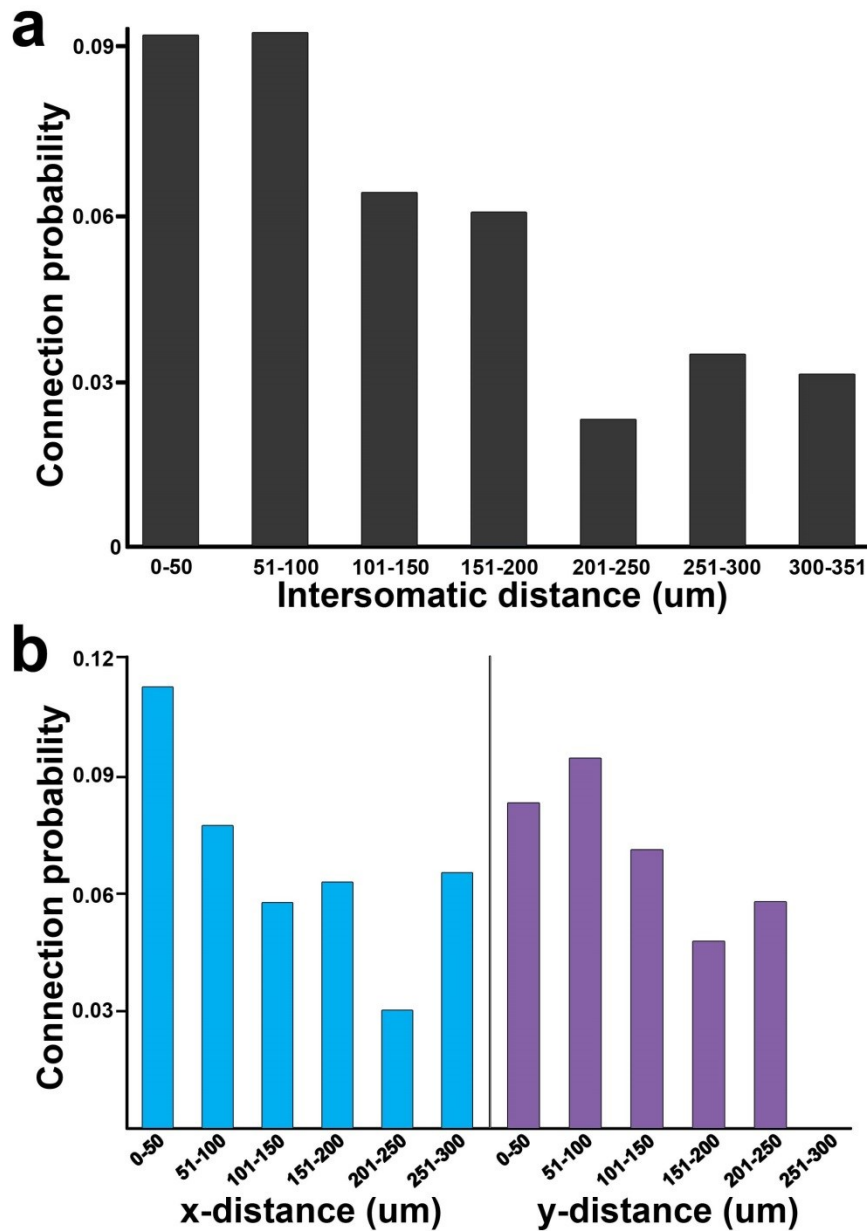 a
Connection probability
0.09
0.06
0.03
0
0-50 51-100 101-150 151-200 201-250 251-300 300-351
Intersomatic distance (um)
b
Connection probability
0.12
0.09
0.06
0.03
0-50 51-100 101-150 151-200 201-250 251-300 0-50 51-100 101-150 151-200 201-250 251-300
x-distance (um) y-distance (um)